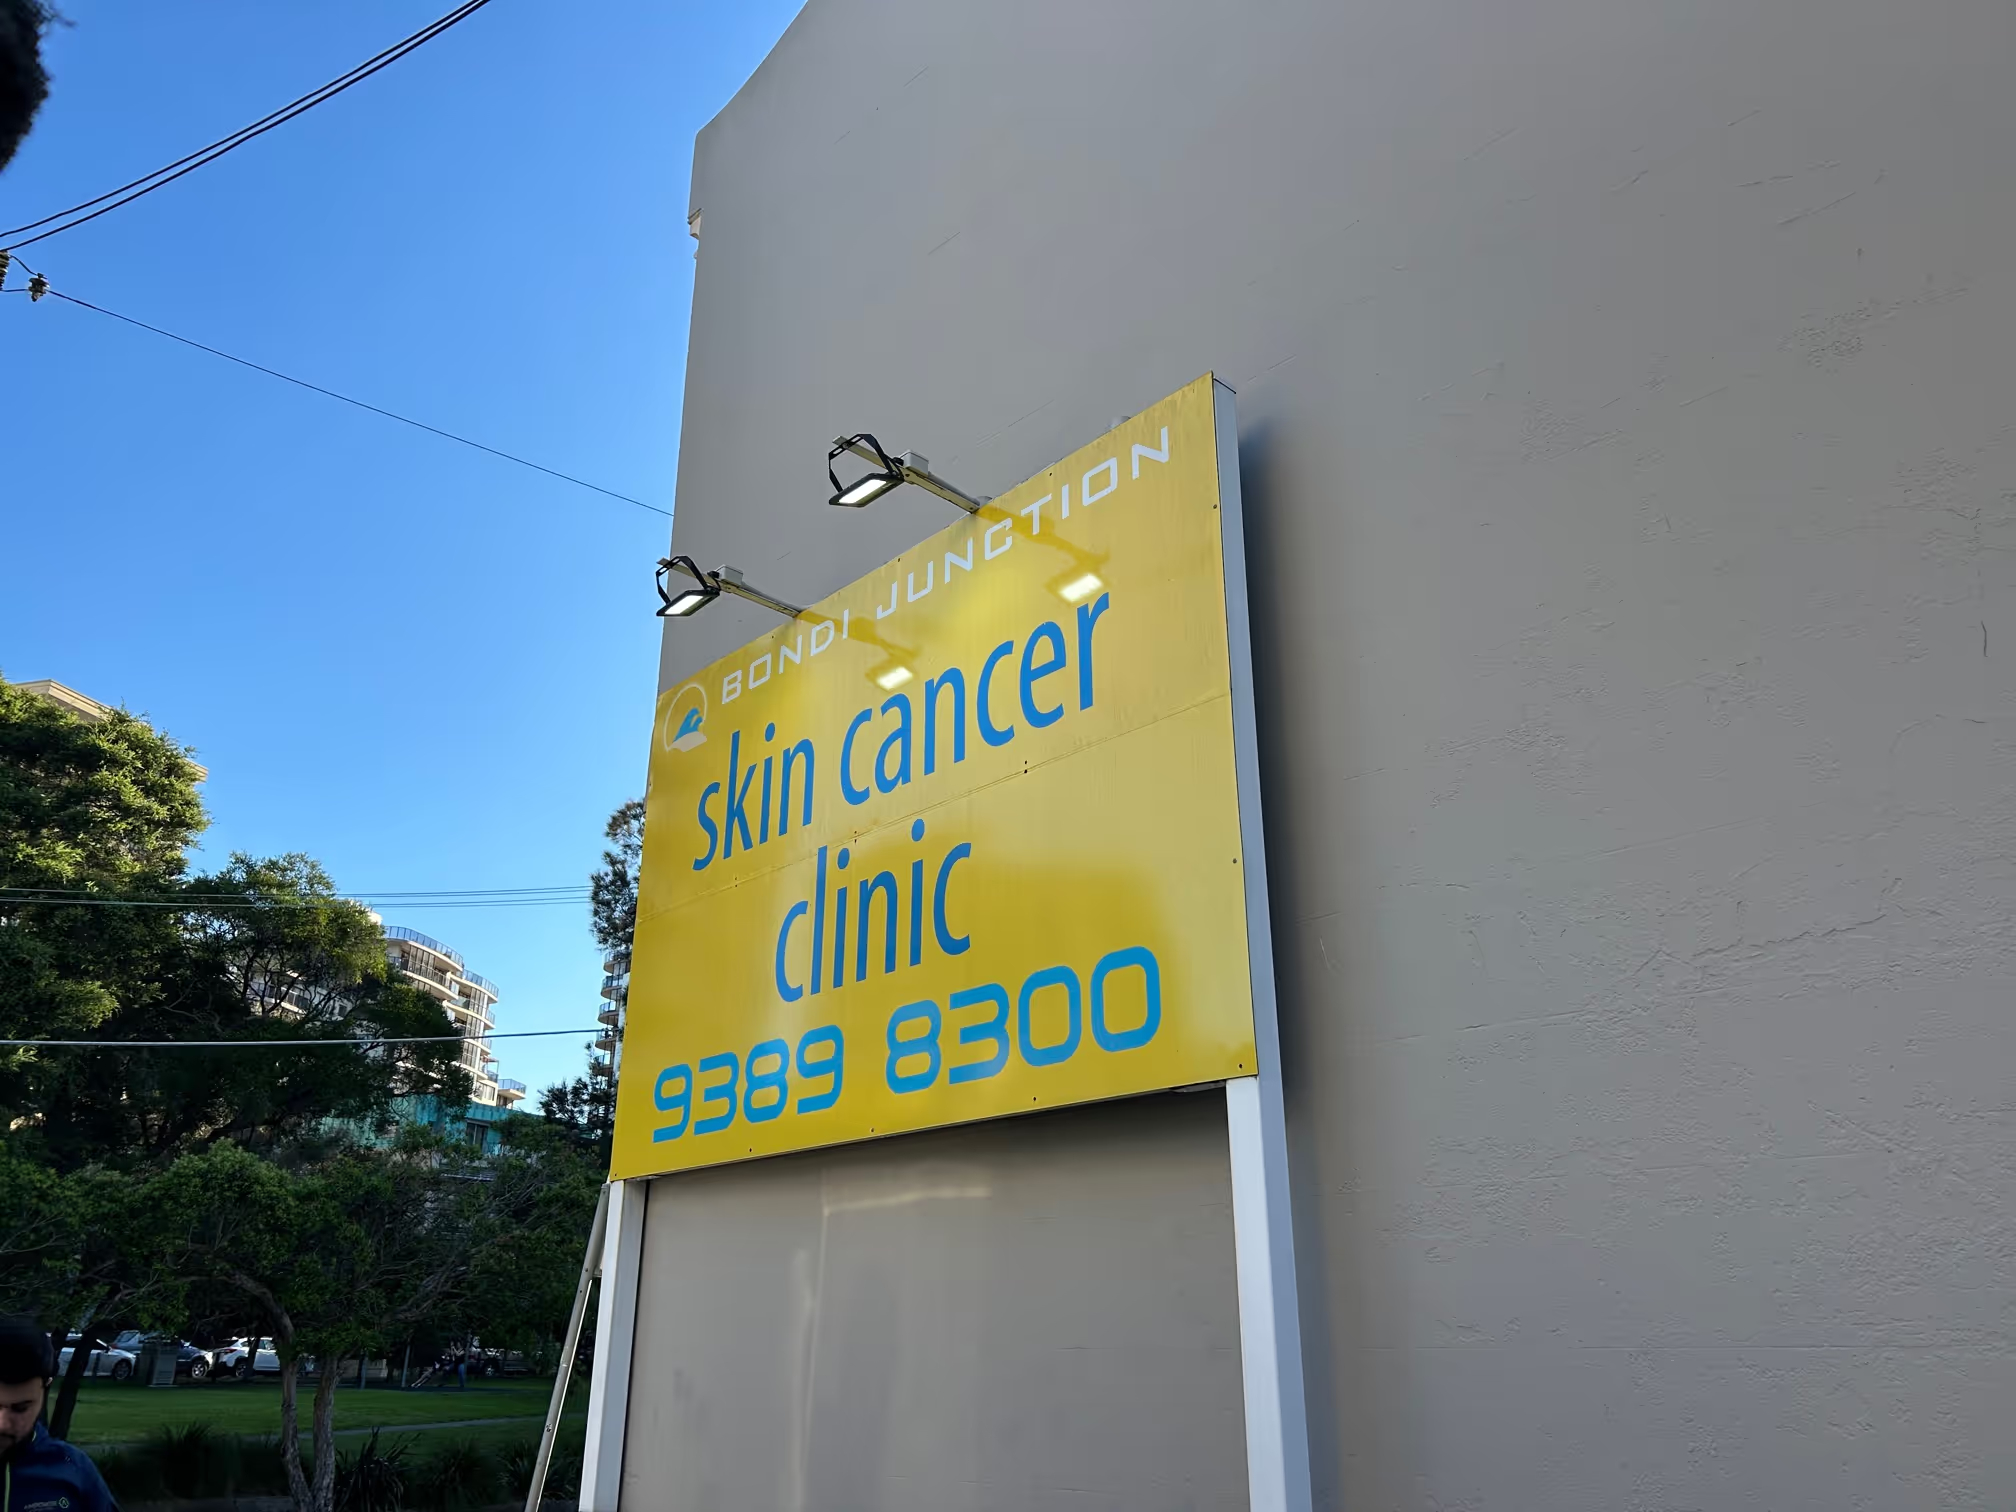 BONDI JUNCTION
skin cancer
clinic
9389 8300